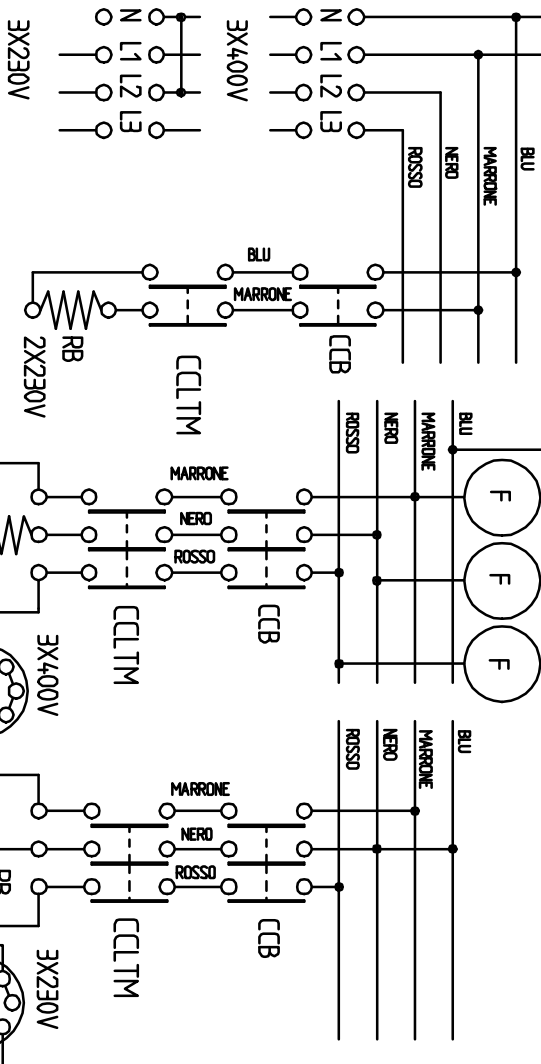 N
L1
L2
L3
3X230V
N
L1
L2
L3
3X400V
BLU
MARRONE
NERO
ROSSO
BLU
MARRONE
RB
2X230V
CCLTM
CCB
BLU
MARRONE
NERO
ROSSO
F
F
F
MARRONE
NERO
ROSSO
CCLTM
CCB
3X400V
BLU
MARRONE
NERO
ROSSO
MARRONE
NERO
ROSSO
CCLTM
CCB
3X230V